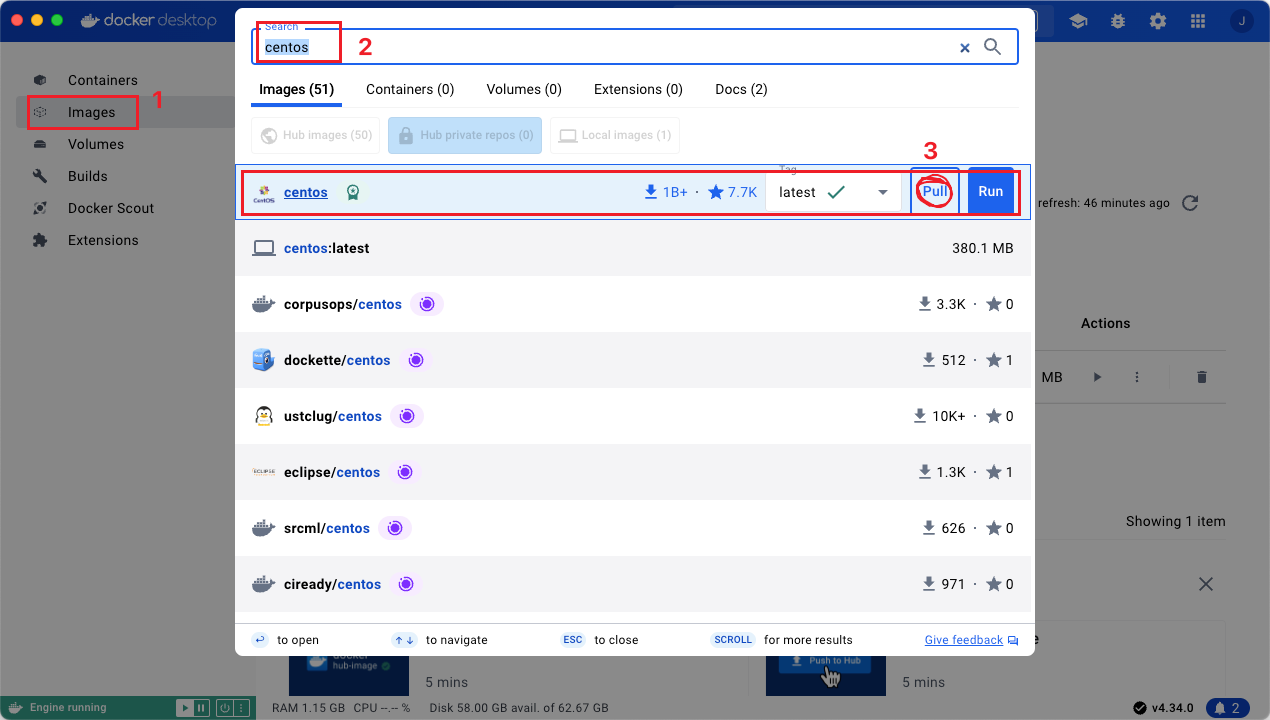 docker desktop
J
Containers
Images
1
Volumes
Builds
Docker Scout
Extensions
Search
centos
2
Images (51)
Containers (0)
Volumes (0)
Extensions (0)
Docs (2)
Hub images (50)
Hub private repos (0)
Local images (1)
3
CentOS
centos
1B+ · 7.7K
Tag
latest
Pull
Run
refresh: 46 minutes ago
centos:latest
380.1 MB
corpusops/centos
3.3K · 0
Actions
dockette/centos
512 · 1
MB
ustclug/centos
10K+ · 0
ECLIPSE
eclipse/centos
1.3K · 1
srcml/centos
626 · 0
Showing 1 item
ciready/centos
971 · 0
to open
to navigate
ESC to close
SCROLL for more results
Give feedback
hub-image
5 mins
Push to Hub
5 mins
Engine running
RAM 1.15 GB CPU --.-- % Disk 58.00 GB avail. of 62.67 GB
v4.34.0
2